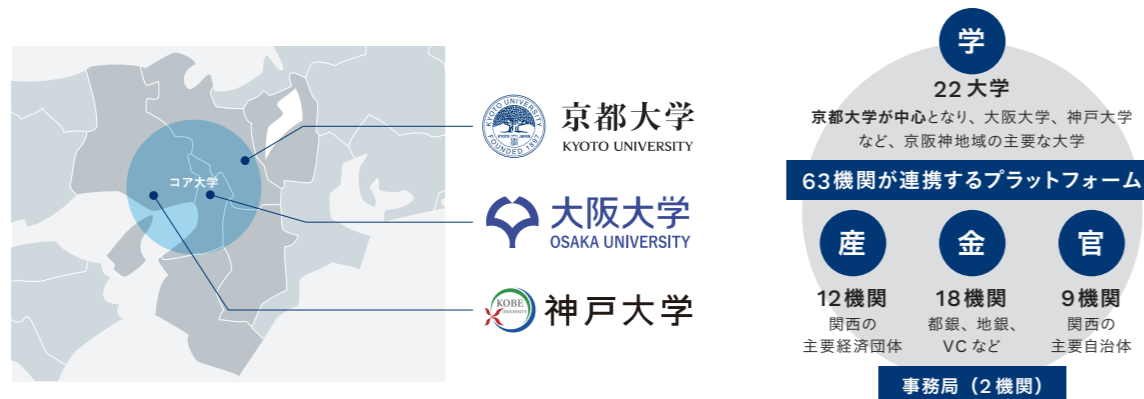 コア大学
KYOTO UNIVERSITY
FOUNDED 1897
京都大学
KYOTO UNIVERSITY
大阪大学
OSAKA UNIVERSITY
KOBE
UNIVERSITY
神戸大学
学
22大学
京都大学が中心となり、大阪大学、神戸大学
など、京阪神地域の主要な大学
63機関が連携するプラットフォーム
産
12機関
関西の
主要経済団体
金
18機関
都銀、地銀、
VCなど
官
9機関
関西の
主要自治体
事務局（2機関）